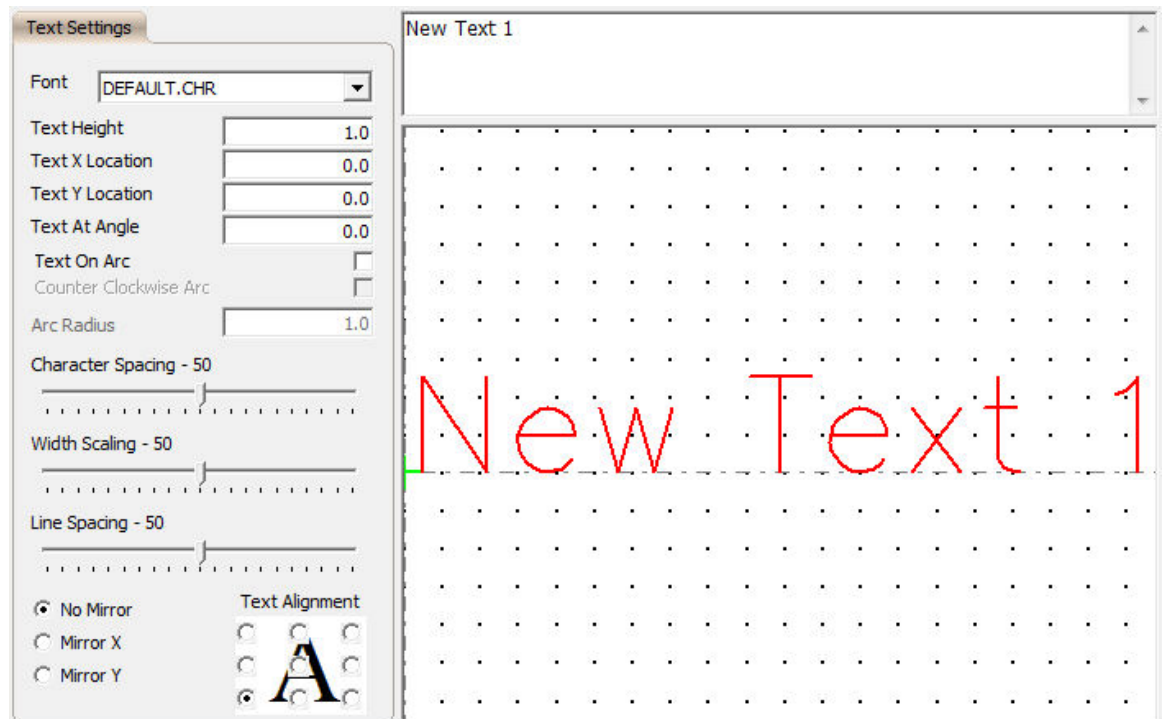 Text Settings
Font DEFAULT.CHR
Text Height 1.0
Text X Location 0.0
Text Y Location 0.0
Text At Angle 0.0
Text On Arc
Counter Clockwise Arc
Arc Radius 1.0
Character Spacing - 50
Width Scaling - 50
Line Spacing - 50
No Mirror
Mirror X
Mirror Y
Text Alignment
A
New Text 1
New Text 1